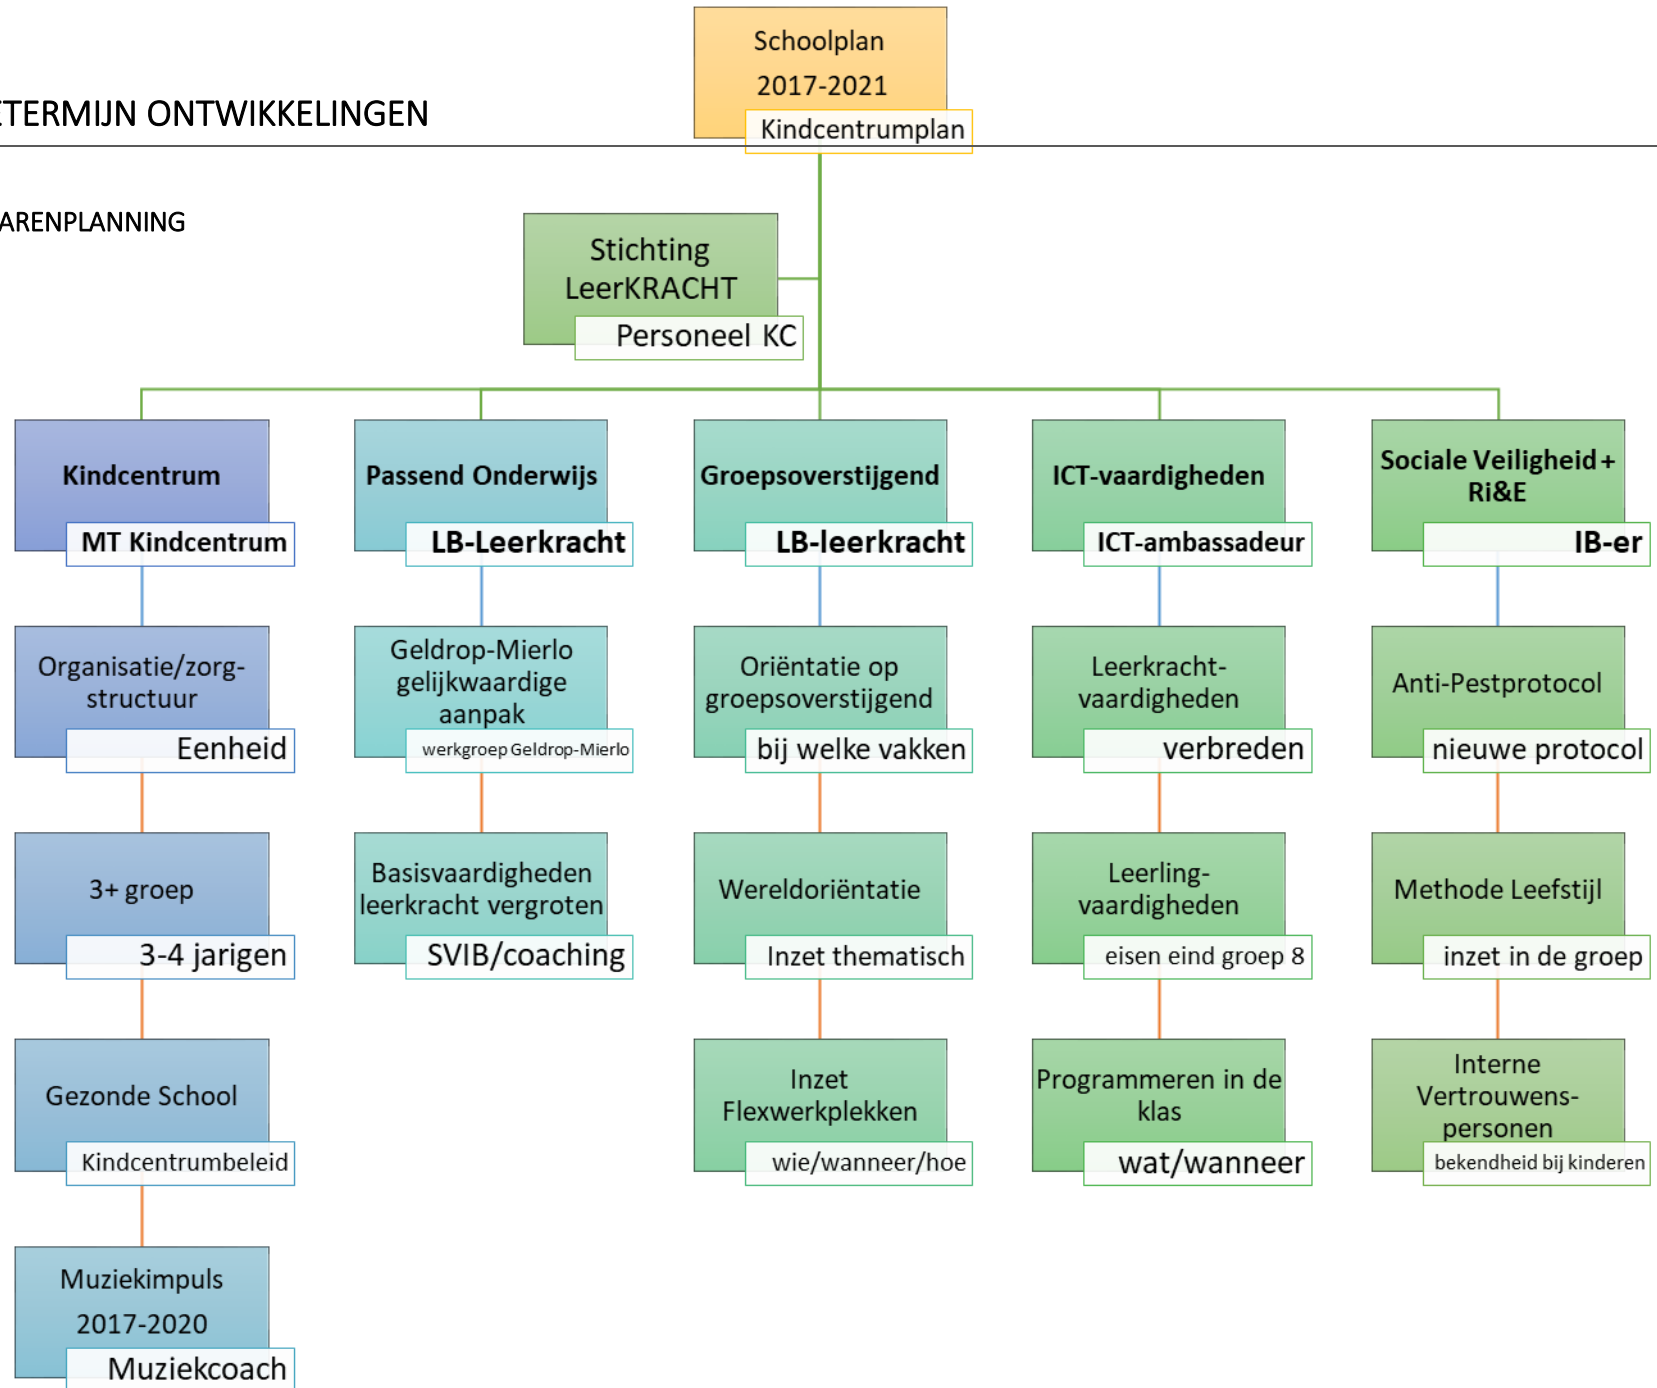 Schoolplan
2017-2021
Kindcentrumplan
ETERMIJN ONTWIKKELINGEN
ARENPLANNING
Stichting
LeerKRACHT
Personeel KC
Kindcentrum
MT Kindcentrum
Organisatie/zorg-
structuur
Eenheid
3+ groep
3-4 jarigen
Gezonde School
Kindcentrumbeleid
Muziekimpuls
2017-2020
Muziekcoach
Passend Onderwijs
LB-Leerkracht
Geldrop-Mierlo
gelijkwaardige
aanpak
werkgroep Geldrop-Mierlo
Basisvaardigheden
leerkracht vergroten
SVIB/coaching
Groepsoverstijgend
LB-leerkracht
Oriëntatie op
groepsoverstijgend
bij welke vakken
Wereldoriëntatie
Inzet thematisch
Inzet
Flexwerkplekken
wie/wanneer/hoe
ICT-vaardigheden
ICT-ambassadeur
Leerkracht-
vaardigheden
verbreden
Leerling-
vaardigheden
eisen eind groep 8
Programmeren in de
klas
wat/wanneer
Sociale Veiligheid +
Ri&E
IB-er
Anti-Pestprotocol
nieuwe protocol
Methode Leefstijl
inzet in de groep
Interne
Vertrouwens-
personen
bekendheid bij kinderen